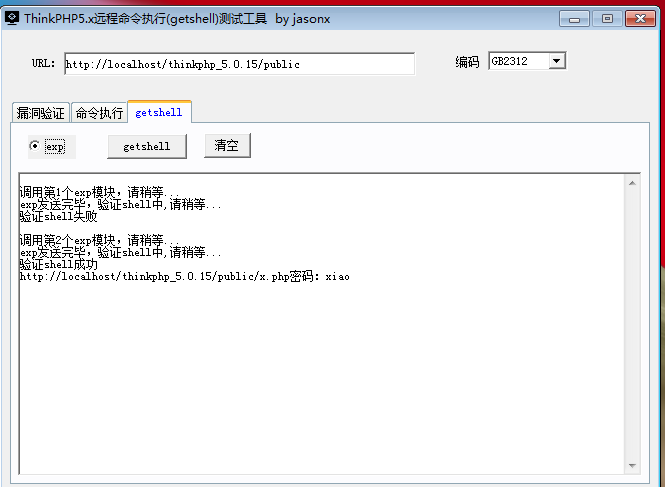 ThinkPHP5.x远程命令执行(getshell)测试工具 by jasonx
URL: http://localhost/thinkphp_5.0.15/public 编码 GB2312
漏洞验证 命令执行 getshell
exp getshell 清空
调用第1个exp模块，请稍等...
exp发送完毕，验证shell中,请稍等...
验证shell失败
调用第2个exp模块，请稍等...
exp发送完毕，验证shell中,请稍等...
验证shell成功
http://localhost/thinkphp_5.0.15/public/x.php密码：xiao